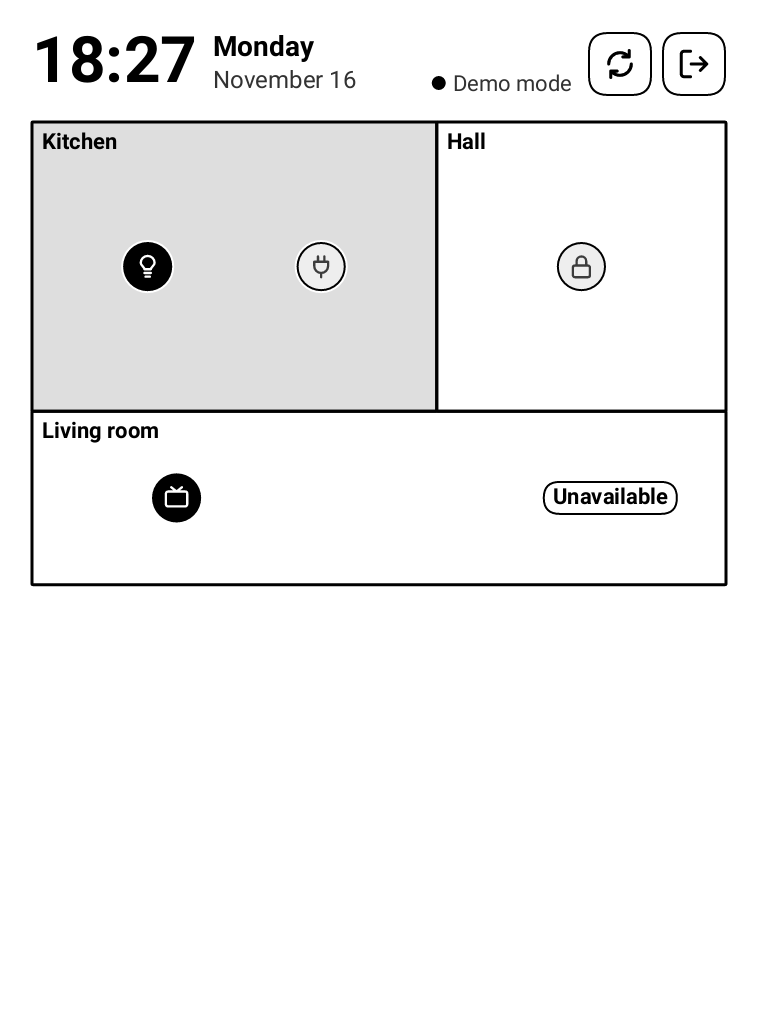 18:27
Monday
November 16
Demo mode
Kitchen
Hall
Living room
Unavailable